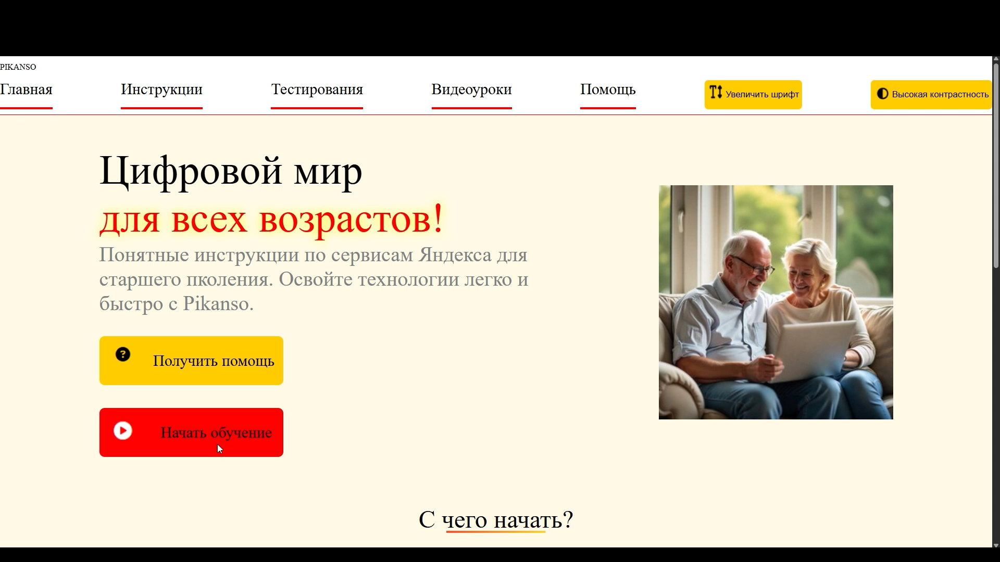 PIKANSO
Главная Инструкции Тестирования Видеоуроки Помощь Увеличить шрифт Высокая контрастность
Цифровой мир
для всех возрастов!
Понятные инструкции по сервисам Яндекса для
старшего пколения. Освойте технологии легко и
быстро с Pikanso.
Получить помощь
Начать обучение
С чего начать?